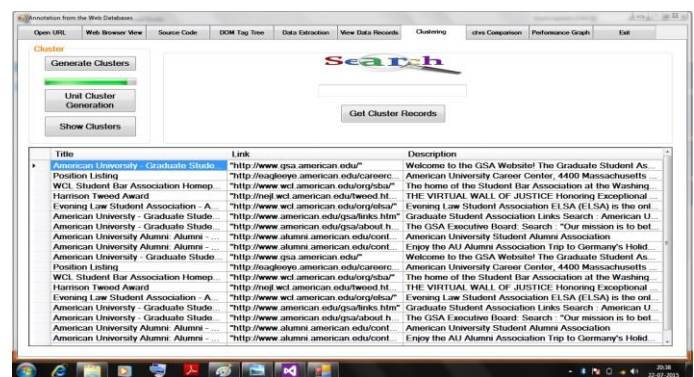 Annotation from the Web Databases
Open URL Web Browser View Source Code DOM Tag Tree Data Extraction View Data Records Clustering ctvs Comparison Perfomance Graph Exit
Cluster
Generate Clusters
Unit Cluster
Generation
Show Clusters
Search
Get Cluster Records
Title Link Description
American University - Graduate Stude... "http://www.gsa.american.edu/" Welcome to the GSA Website! The Graduate Student As...
Position Listing "http://eagleeye.american.edu/careerc... American University Career Center, 4400 Massachusetts ...
WCL Student Bar Association Homep... "http://www.wcl.american.edu/org/sba/" The home of the Student Bar Association at the Washing...
Harrison Tweed Award "http://nejl.wcl.american.edu/tweed.ht... THE VIRTUAL WALL OF JUSTICE Honoring Exceptional ...
Evening Law Student Association - A... "http://www.wcl.american.edu/org/elsa/" Evening Law Student Association ELSA (ELSA) is the onl...
American University - Graduate Stude... "http://www.american.edu/gsa/links.htm" Graduate Student Association Links Search : American U...
American University - Graduate Stude... "http://www.american.edu/gsa/about.h... The GSA Executive Board: Search : "Our mission is to bet...
American University Alumni: Alumni - ... "http://www.alumni.american.edu/cont... American University Student Alumni Association
American University Alumni: Alumni - ... "http://www.alumni.american.edu/cont... Enjoy the AU Alumni Association Trip to Germany's Holid...
American University - Graduate Stude... "http://www.gsa.american.edu/" Welcome to the GSA Website! The Graduate Student As...
Position Listing "http://eagleeye.american.edu/careerc... American University Career Center, 4400 Massachusetts ...
WCL Student Bar Association Homep... "http://www.wcl.american.edu/org/sba/" The home of the Student Bar Association at the Washing...
Harrison Tweed Award "http://nejl.wcl.american.edu/tweed.ht... THE VIRTUAL WALL OF JUSTICE Honoring Exceptional ...
Evening Law Student Association - A... "http://www.wcl.american.edu/org/elsa/" Evening Law Student Association ELSA (ELSA) is the onl...
American University - Graduate Stude... "http://www.american.edu/gsa/links.htm" Graduate Student Association Links Search : American U...
American University - Graduate Stude... "http://www.american.edu/gsa/about.h... The GSA Executive Board: Search : "Our mission is to bet...
American University Alumni: Alumni - ... "http://www.alumni.american.edu/cont... American University Student Alumni Association
American University Alumni: Alumni - ... "http://www.alumni.american.edu/cont... Enjoy the AU Alumni Association Trip to Germany's Holid...
20:38
22-07-2015